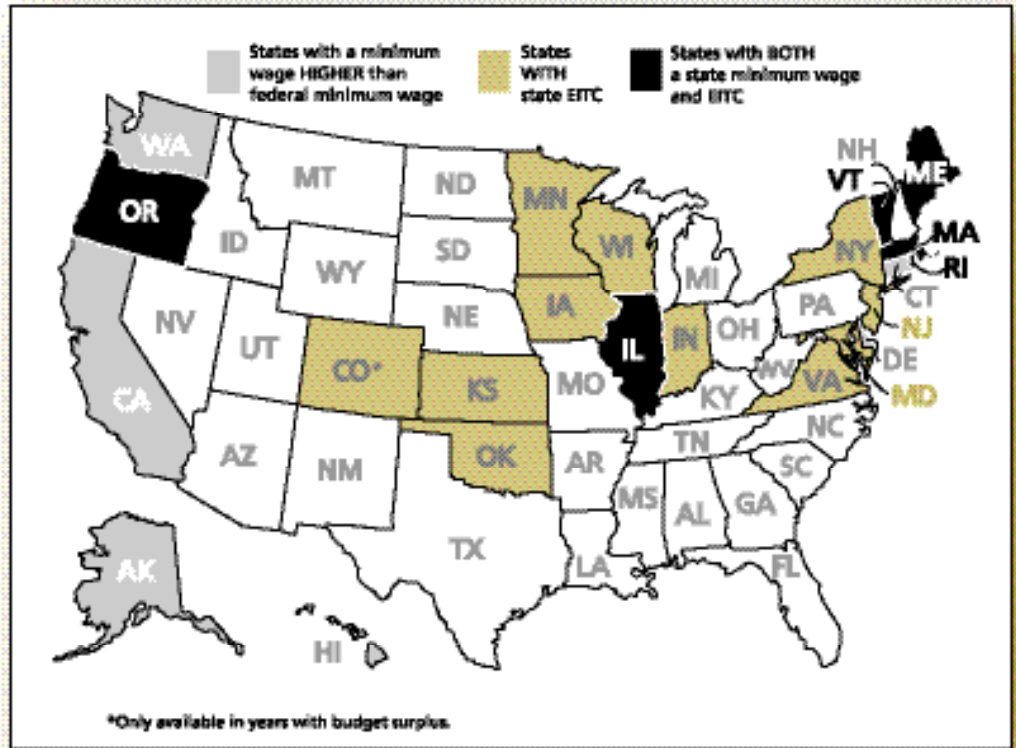 States with a minimum
wage HIGHER than
federal minimum wage
States
WITH
state EITC
States with BOTH
a state minimum wage
and EITC
WA
MT
ND
MN
NH
VT
ME
OR
ID
SD
WI
MI
NY
MA
RI
WY
CT
NV
UT
NE
IA
IL
IN
OH
PA
NJ
DE
CA
CO*
KS
MO
WV
VA
KY
MD
AZ
NM
OK
AR
TN
NC
SC
MS
AL
GA
TX
LA
FL
AK
HI
*Only available in years with budget surplus.